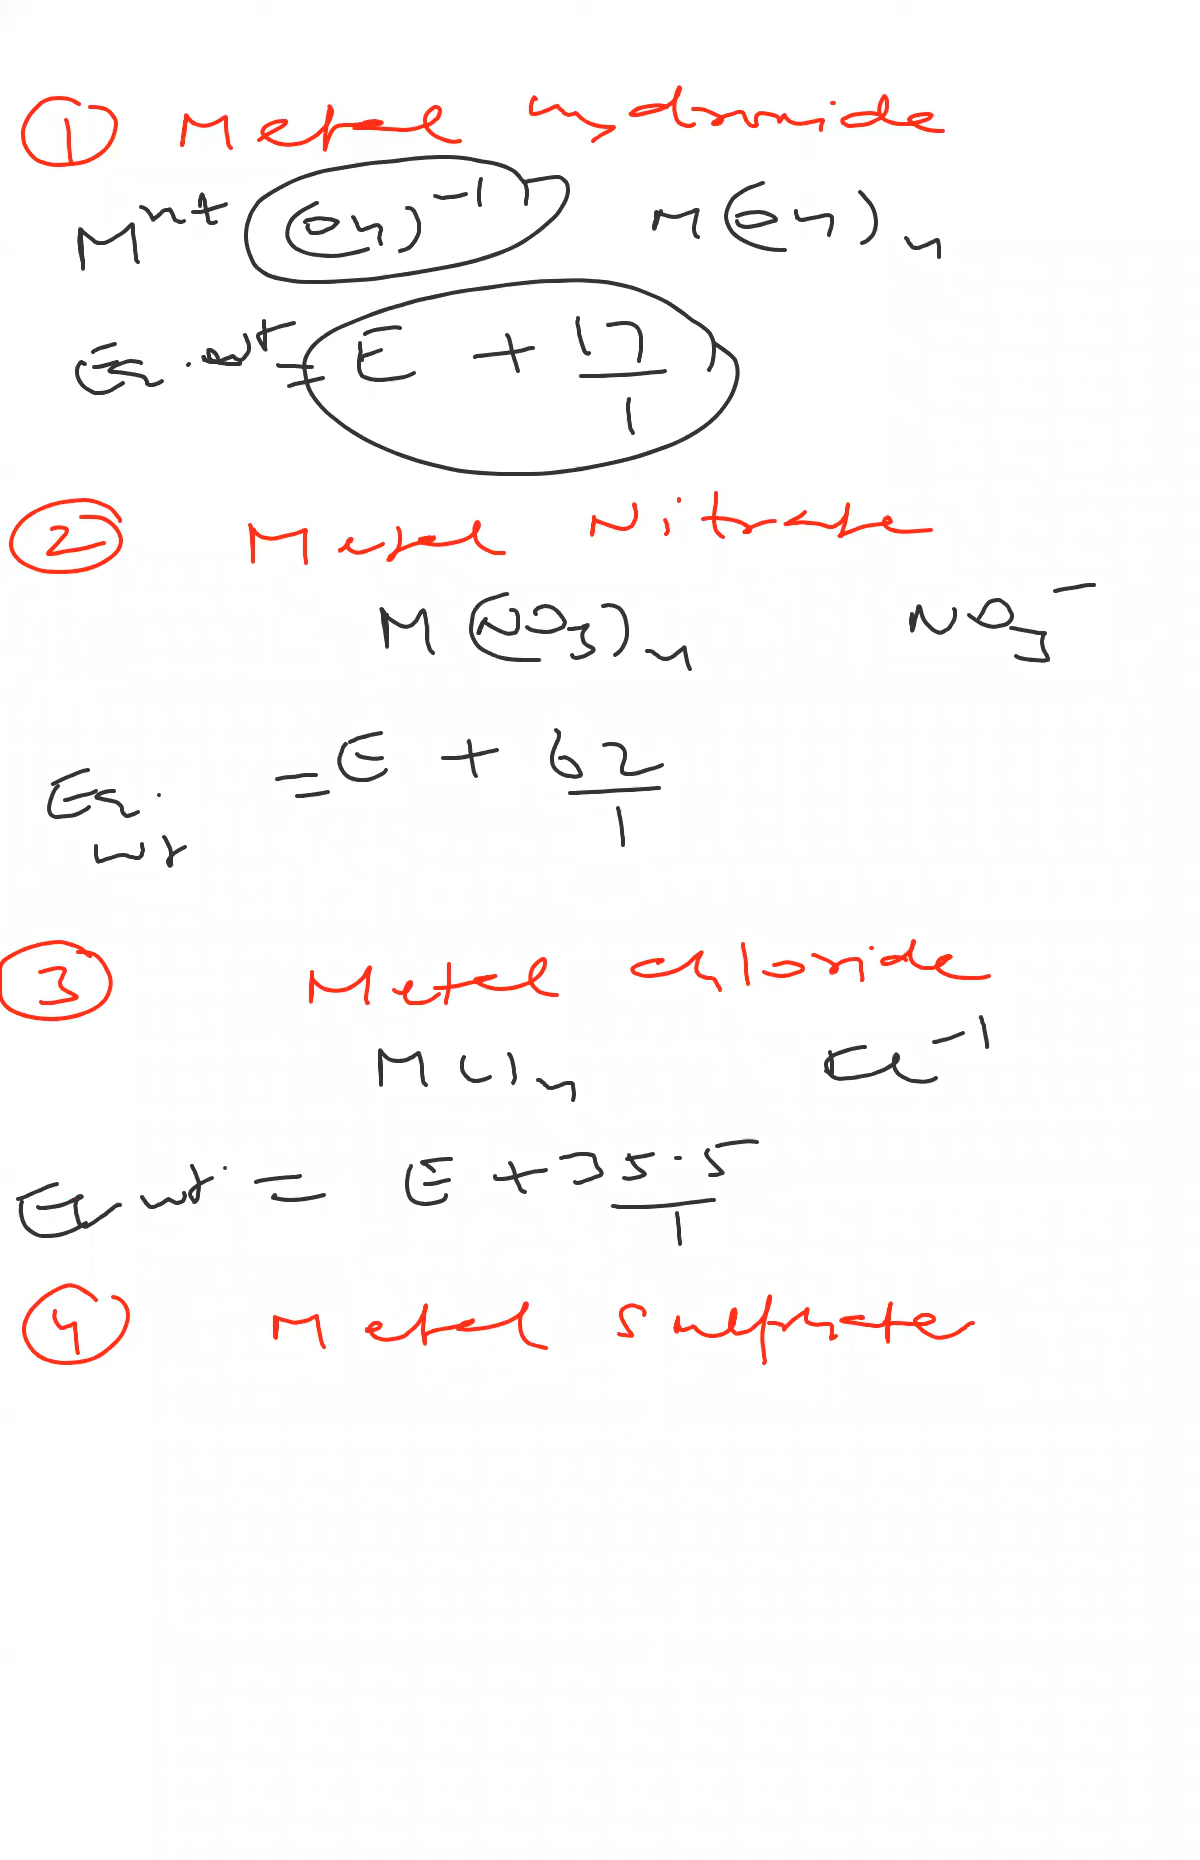 ① Metal hydroxide
Mⁿ⁺ (OH)⁻¹ M(OH)ₙ
Eq. wt = E + 17/1
② Metal Nitrate
M(NO₃)ₙ NO₃⁻
Eq. wt = E + 62/1
③ Metal chloride
MClₙ Cl⁻¹
Eq wt. = E + 35.5/1
④ Metal sulphate